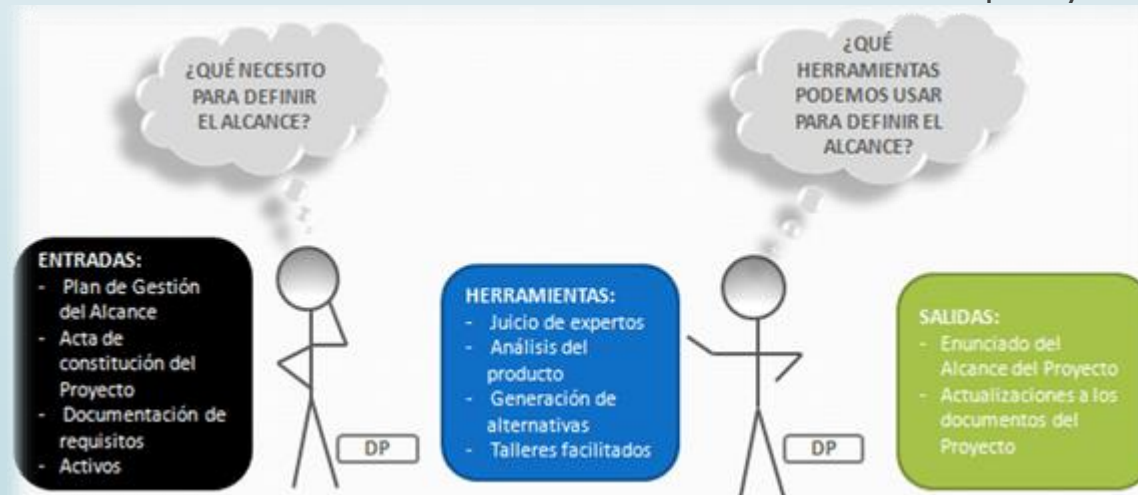 ¿QUÉ NECESITO
PARA DEFINIR
EL ALCANCE?
¿QUÉ
HERRAMIENTAS
PODEMOS USAR
PARA DEFINIR EL
ALCANCE?
ENTRADAS:
- Plan de Gestión
del Alcance
- Acta de
constitución del
Proyecto
- Documentación de
requisitos
- Activos
DP
HERRAMIENTAS:
- Juicio de expertos
- Análisis del
producto
- Generación de
alternativas
- Talleres facilitados
DP
SALIDAS:
- Enunciado del
Alcance del Proyecto
- Actualizaciones a los
documentos del
Proyecto